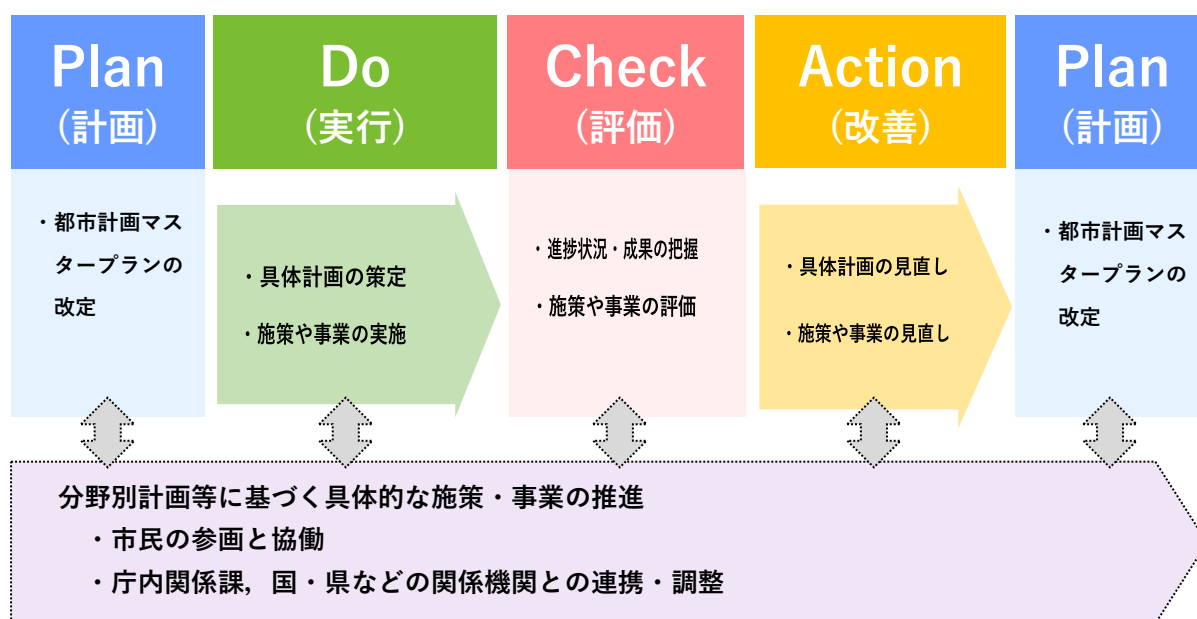 Plan
(計画)
Do
(実行)
Check
(評価)
Action
(改善)
Plan
(計画)
・都市計画マス
タープランの
改定
・具体計画の策定
・施策や事業の実施
・進捗状況・成果の把握
・施策や事業の評価
・具体計画の見直し
・施策や事業の見直し
・都市計画マス
タープランの
改定
分野別計画等に基づく具体的な施策・事業の推進
・市民の参画と協働
・庁内関係課，国・県などの関係機関との連携・調整